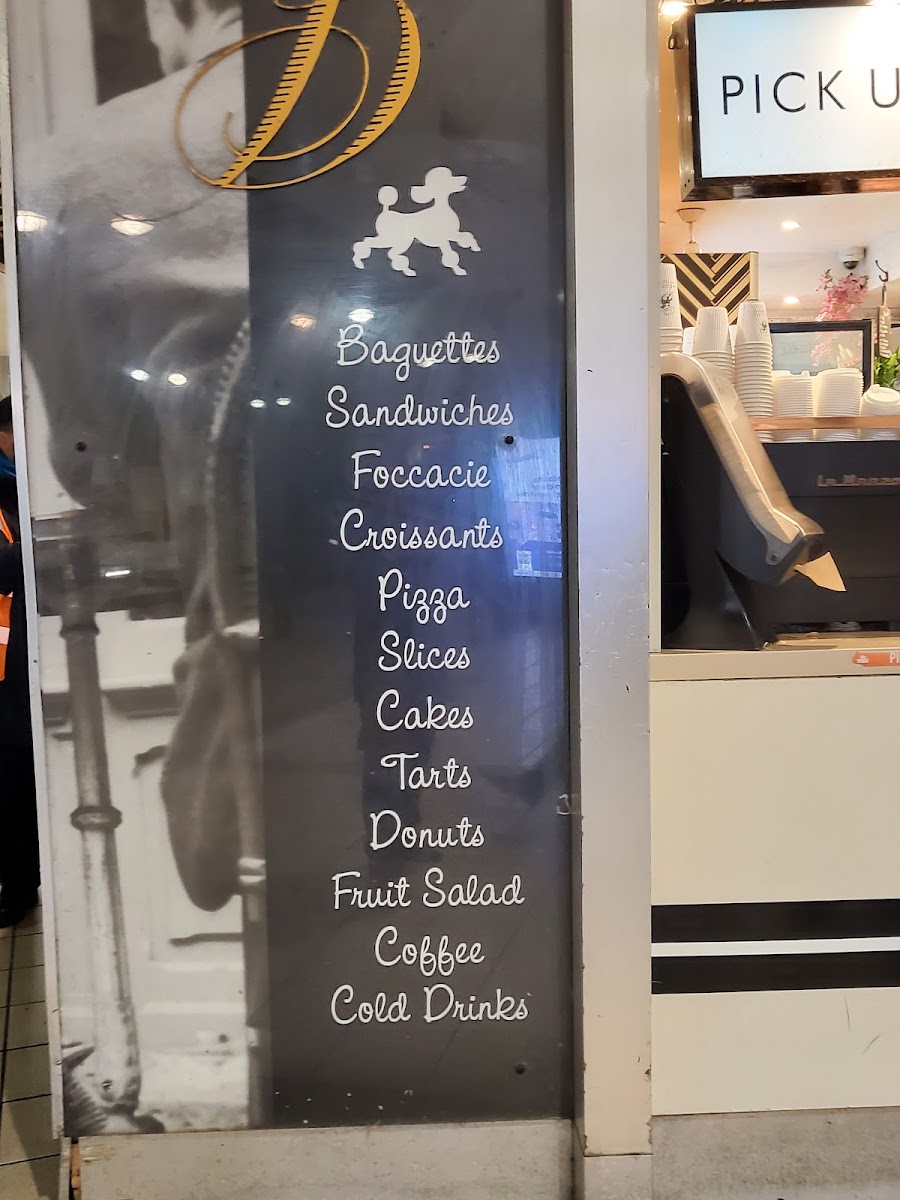 D
PICK U
Baguettes
Sandwiches
Foccacie
Croissants
Pizza
Slices
Cakes
Tarts
Donuts
Fruit Salad
Coffee
Cold Drinks